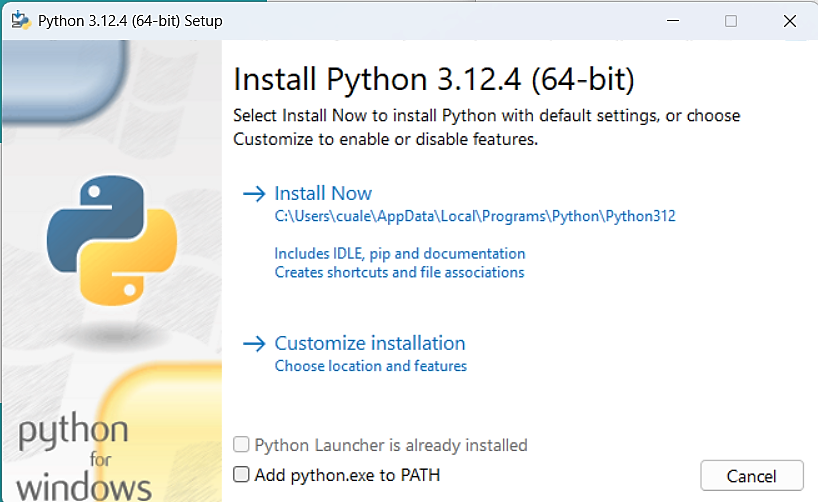 Python 3.12.4 (64-bit) Setup
Install Python 3.12.4 (64-bit)
Select Install Now to install Python with default settings, or choose
Customize to enable or disable features.
Install Now
C:\Users\cuale\AppData\Local\Programs\Python\Python312
Includes IDLE, pip and documentation
Creates shortcuts and file associations
Customize installation
Choose location and features
Python Launcher is already installed
Add python.exe to PATH
Cancel
python
for
windows